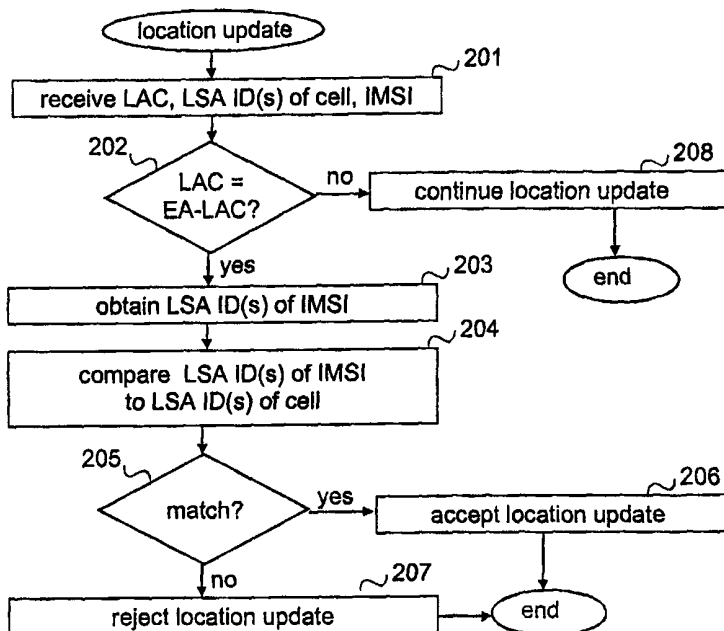 location update
201
receive LAC, LSA ID(s) of cell, IMSI
202
LAC =
EA-LAC?
no
208
continue location update
end
yes
203
obtain LSA ID(s) of IMSI
204
compare LSA ID(s) of IMSI
to LSA ID(s) of cell
205
match?
yes
206
accept location update
no
207
reject location update
end